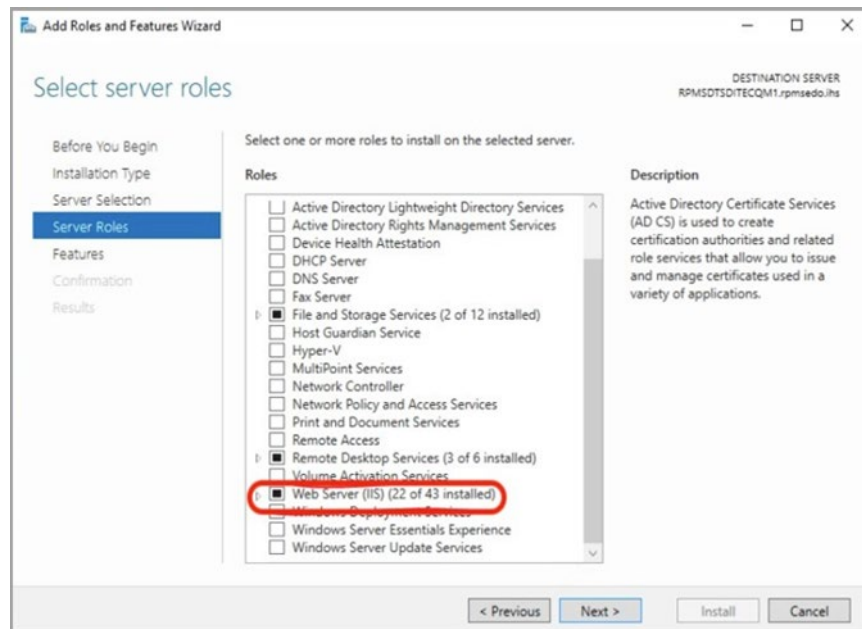 Add Roles and Features Wizard
Select server roles
DESTINATION SERVER
RPMSDTSDITECQM1.rpmsedo.ihs
Before You Begin
Installation Type
Server Selection
Server Roles
Features
Confirmation
Results
Select one or more roles to install on the selected server.
Roles
Active Directory Lightweight Directory Services
Active Directory Rights Management Services
Device Health Attestation
DHCP Server
DNS Server
Fax Server
File and Storage Services (2 of 12 installed)
Host Guardian Service
Hyper-V
MultiPoint Services
Network Controller
Network Policy and Access Services
Print and Document Services
Remote Access
Remote Desktop Services (3 of 6 installed)
Volume Activation Services
Web Server (IIS) (22 of 43 installed)
Windows Deployment Services
Windows Server Essentials Experience
Windows Server Update Services
Description
Active Directory Certificate Services
(AD CS) is used to create
certification authorities and related
role services that allow you to issue
and manage certificates used in a
variety of applications.
< Previous
Next >
Install
Cancel